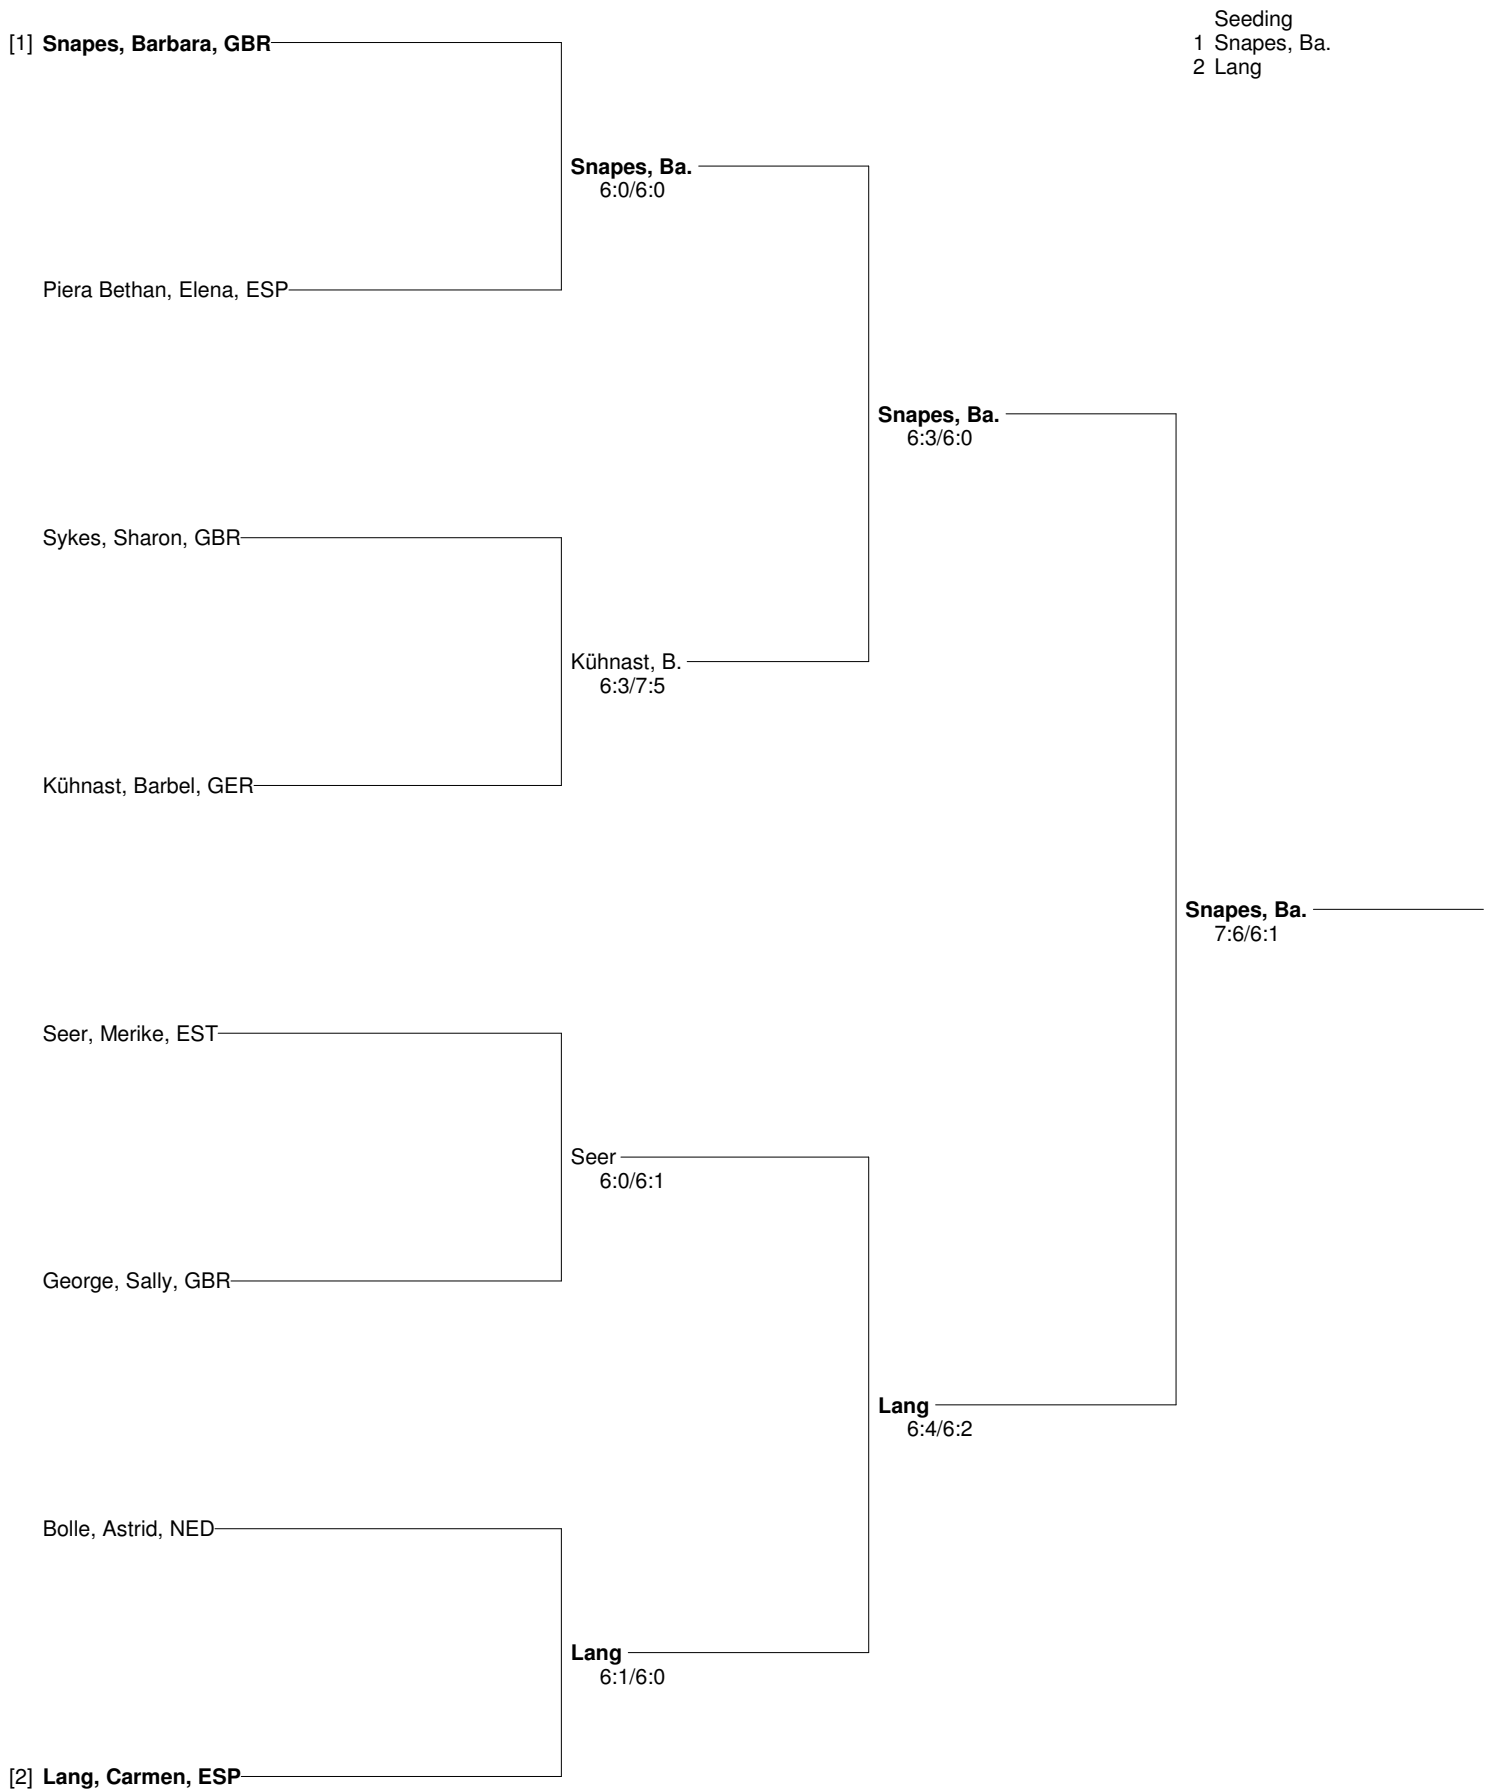 Seeding
1 Snapes, Ba.
2 Lang
[1] Snapes, Barbara, GBR
Snapes, Ba.
6:0/6:0
Piera Bethan, Elena, ESP
Snapes, Ba.
6:3/6:0
Sykes, Sharon, GBR
Kühnast, B.
6:3/7:5
Kühnast, Barbel, GER
Snapes, Ba.
7:6/6:1
Seer, Merike, EST
Seer
6:0/6:1
George, Sally, GBR
Lang
6:4/6:2
Bolle, Astrid, NED
Lang
6:1/6:0
[2] Lang, Carmen, ESP